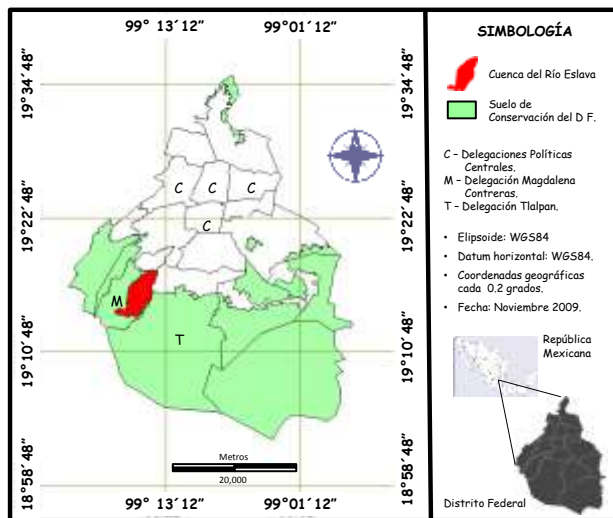 99° 13´ 12´´
99° 01´ 12´´
19° 34´ 48´´
19° 34´ 48´´
C
C
C
C
19° 22´ 48´´
19° 22´ 48´´
M
T
19° 10´ 48´´
19° 10´ 48´´
Metros
20,000
18° 58´ 48´´
18° 58´ 48´´
99° 13´ 12´´
99° 01´ 12´´
SIMBOLOGÍA
Cuenca del Río Eslava
Suelo de
Conservación del D F.
C – Delegaciones Políticas
Centrales.
M – Delegación Magdalena
Contreras.
T – Delegación Tlalpan.
• Elipsoide: WGS84
• Datum horizontal: WGS84.
• Coordenadas geográficas
cada 0.2 grados.
• Fecha: Noviembre 2009.
República
Mexicana
Distrito Federal